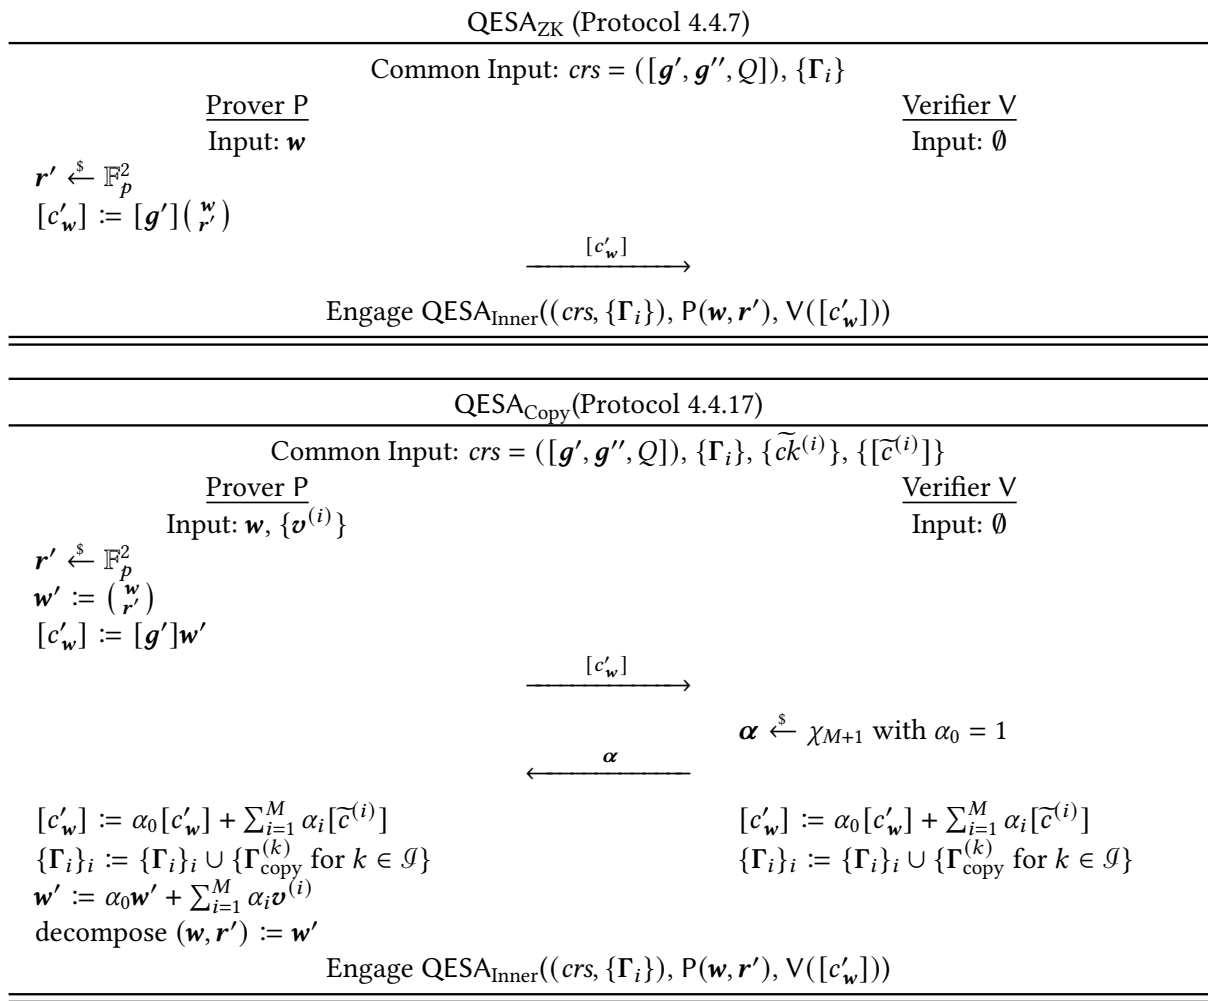 QESA_ZK (Protocol 4.4.7)
Common Input: crs = ([g′, g″, Q]), {Γ_i}
Prover P
Verifier V
Input: w
Input: ∅
r′ ←$ 𝔽_p^2
[c′_w] ≔ [g′](w r′)
[c′_w]
Engage QESA_Inner((crs, {Γ_i}), P(w, r′), V([c′_w]))
QESA_Copy(Protocol 4.4.17)
Common Input: crs = ([g′, g″, Q]), {Γ_i}, {c͠k^(i)}, {[c̃^(i)]}
Prover P
Verifier V
Input: w, {v^(i)}
Input: ∅
r′ ←$ 𝔽_p^2
w′ ≔ (w r′)
[c′_w] ≔ [g′]w′
[c′_w]
α ←$ χ_{M+1} with α_0 = 1
α
[c′_w] ≔ α_0[c′_w] + ∑_{i=1}^M α_i[c̃^(i)]
[c′_w] ≔ α_0[c′_w] + ∑_{i=1}^M α_i[c̃^(i)]
{Γ_i}_i ≔ {Γ_i}_i ∪ {Γ_copy^(k) for k ∈ ℐ}
{Γ_i}_i ≔ {Γ_i}_i ∪ {Γ_copy^(k) for k ∈ ℐ}
w′ ≔ α_0w′ + ∑_{i=1}^M α_iv^(i)
decompose (w, r′) ≔ w′
Engage QESA_Inner((crs, {Γ_i}), P(w, r′), V([c′_w]))